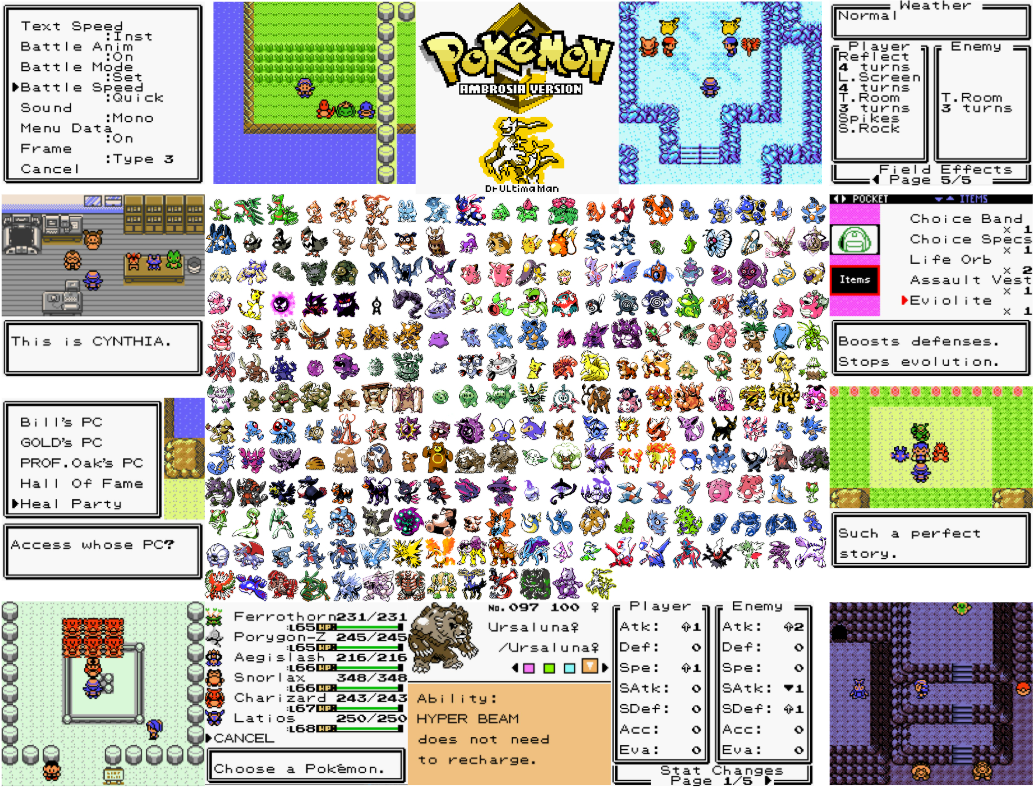 Text Speed
:Inst
Battle Anim
:On
Battle Mode
:Set
Battle Speed
:Quick
Sound
:Mono
Menu Data
:On
Frame
:Type 3
Cancel
POKéMON
AMBROSIA VERSION
DrUltimaMan
Weather
Normal
Player
Reflect
4 turns
L.Screen
4 turns
T.Room
3 turns
Spikes
S.Rock
Enemy
T.Room
3 turns
Field Effects
Page 5/5
This is CYNTHIA.
POCKET
ITEMS
Items
Choice Band
× 1
Choice Specs
× 1
Life Orb
× 2
Assault Vest
× 1
Eviolite
× 1
Boosts defenses.
Stops evolution.
Bill's PC
GOLD's PC
PROF.Oak's PC
Hall Of Fame
Heal Party
Access whose PC?
Such a perfect
story.
Ferrothorn 231/231
:L65 HP:
Porygon-Z 245/245
:L65 HP:
Aegislash 216/216
:L66 HP:
Snorlax 348/348
:L66 HP:
Charizard 243/243
:L67 HP:
Latios 250/250
:L68 HP:
CANCEL
Choose a Pokémon.
No.097 100 ♀
Ursaluna♀
/Ursaluna♀
Ability:
HYPER BEAM
does not need
to recharge.
Player
Atk: 1
Def: 0
Spe: 1
SAtk: 0
SDef: 0
Acc: 0
Eva: 0
Enemy
Atk: 2
Def: 0
Spe: 0
SAtk: ▼1
SDef: 1
Acc: 0
Eva: 0
Stat Changes
Page 1/5